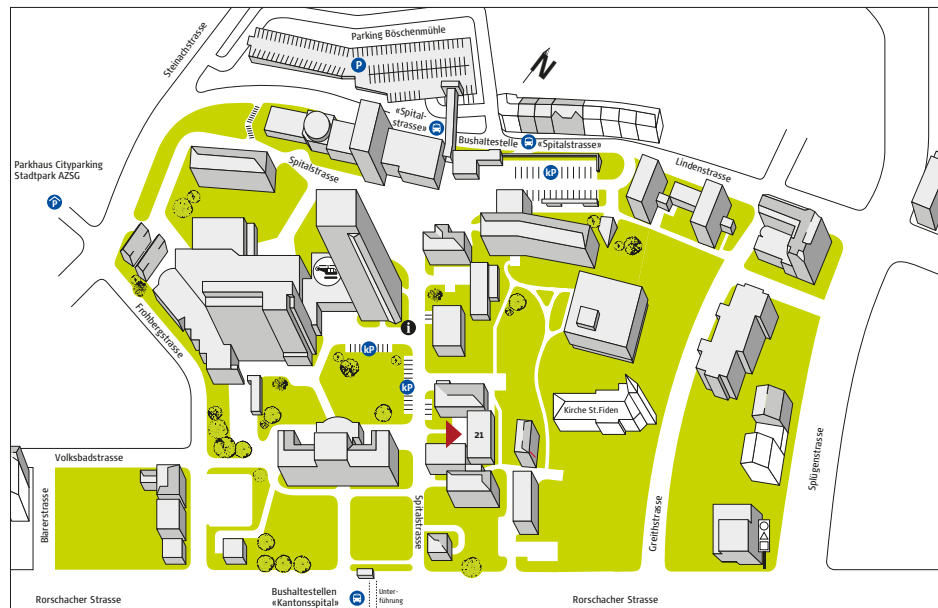 Parking Böschenmühle
P
Steinachstrasse
N
«Spital-
strasse»
Bushaltestelle
«Spitalstrasse»
Parkhaus Cityparking
Stadtpark AZSG
P
Spitalstrasse
kP
Lindenstrasse
Frohbergstrasse
i
kP
kP
Kirche St.Fiden
21
Volksbadstrasse
Blarerstrasse
Spitalstrasse
Greithstrasse
Splügenstrasse
Rorschacher Strasse
Bushaltestellen
«Kantonsspital»
Unter-
führung
Rorschacher Strasse